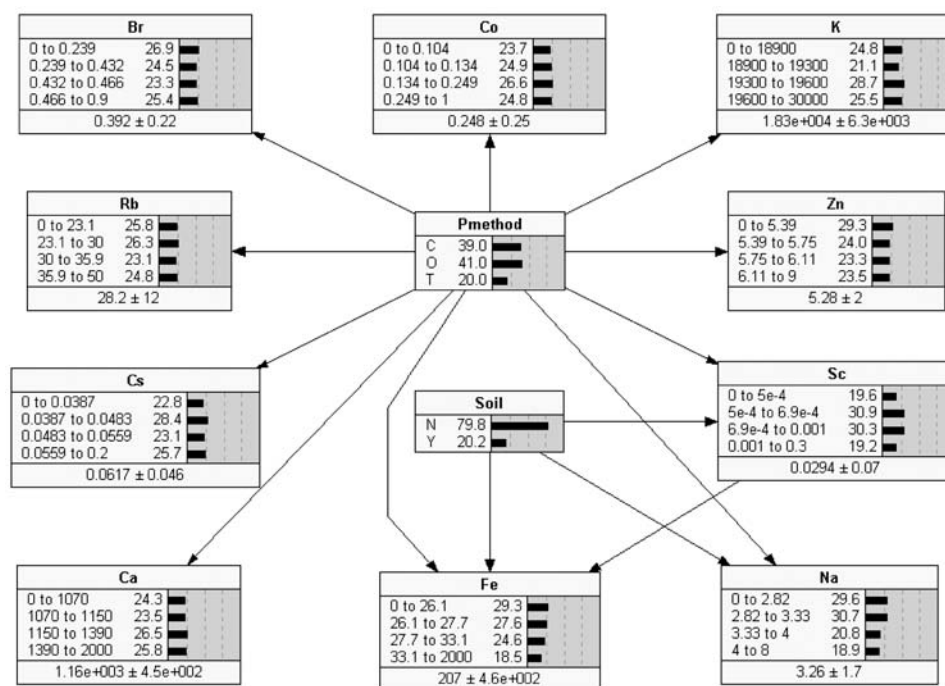 Br
0 to 0.239 26.9
0.239 to 0.432 24.5
0.432 to 0.466 23.3
0.466 to 0.9 25.4
0.392 ± 0.22
Co
0 to 0.104 23.7
0.104 to 0.134 24.9
0.134 to 0.249 26.6
0.249 to 1 24.8
0.248 ± 0.25
K
0 to 18900 24.8
18900 to 19300 21.1
19300 to 19600 28.7
19600 to 30000 25.5
1.83e+004 ± 6.3e+003
Rb
0 to 23.1 25.8
23.1 to 30 26.3
30 to 35.9 23.1
35.9 to 50 24.8
28.2 ± 12
Pmethod
C 39.0
O 41.0
T 20.0
Zn
0 to 5.39 29.3
5.39 to 5.75 24.0
5.75 to 6.11 23.3
6.11 to 9 23.5
5.28 ± 2
Cs
0 to 0.0387 22.8
0.0387 to 0.0483 28.4
0.0483 to 0.0559 23.1
0.0559 to 0.2 25.7
0.0617 ± 0.046
Soil
N 79.8
Y 20.2
Sc
0 to 5e-4 19.6
5e-4 to 6.9e-4 30.9
6.9e-4 to 0.001 30.3
0.001 to 0.3 19.2
0.0294 ± 0.07
Ca
0 to 1070 24.3
1070 to 1150 23.5
1150 to 1390 26.5
1390 to 2000 25.8
1.16e+003 ± 4.5e+002
Fe
0 to 26.1 29.3
26.1 to 27.7 27.6
27.7 to 33.1 24.6
33.1 to 2000 18.5
207 ± 4.6e+002
Na
0 to 2.82 29.6
2.82 to 3.33 30.7
3.33 to 4 20.8
4 to 8 18.9
3.26 ± 1.7